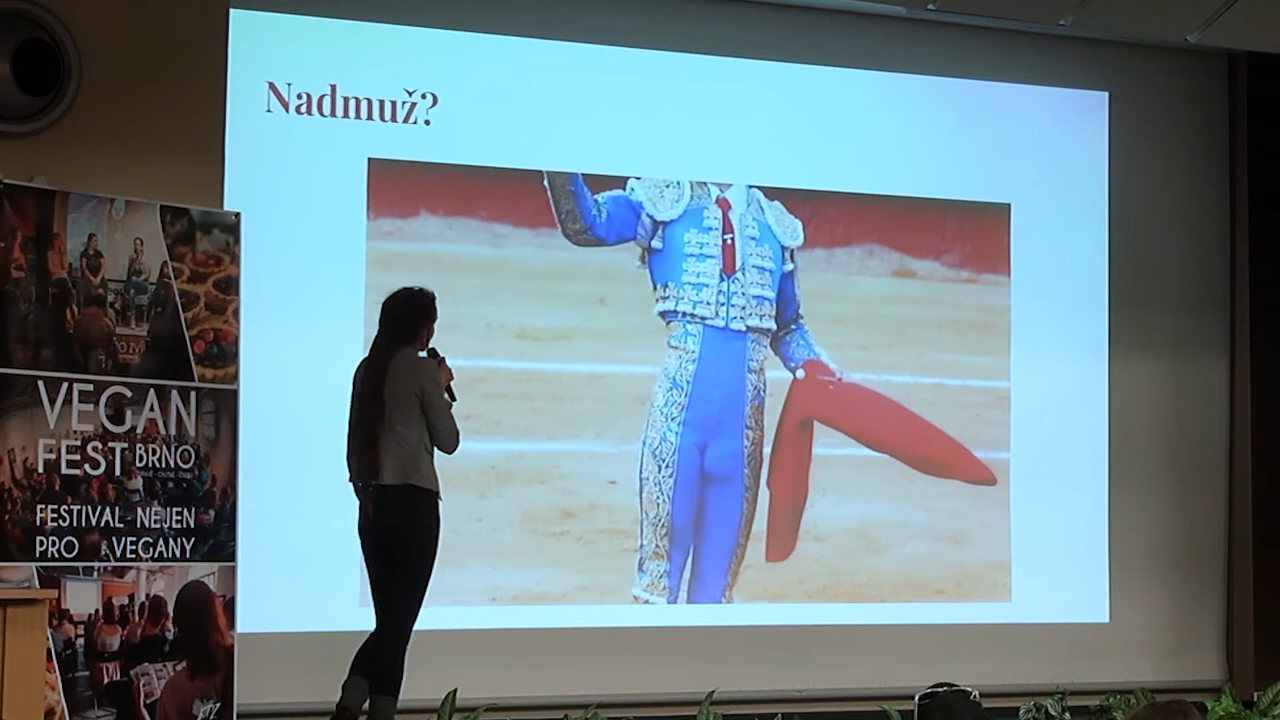 Nadmuž?
VEGAN
FEST BRNO
FESTIVAL NEJEN
PRO VEGANY